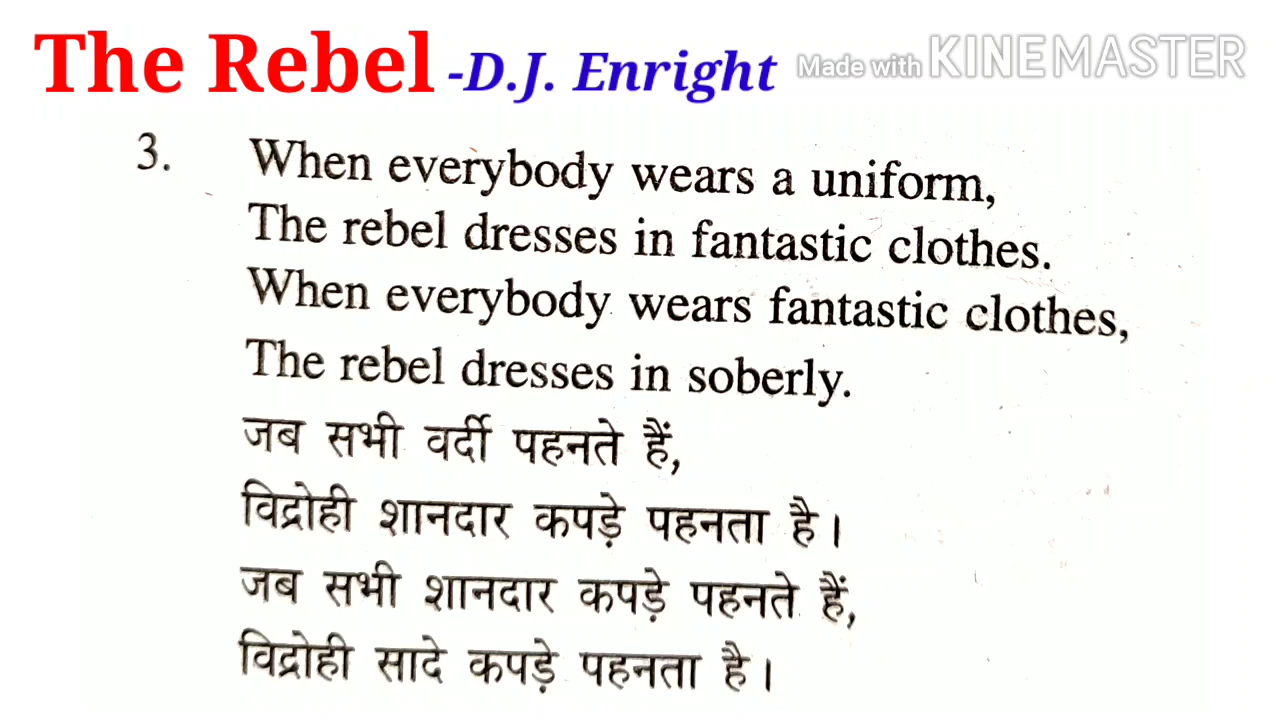 The Rebel -D.J. Enright Made with KINEMASTER
3. When everybody wears a uniform,
The rebel dresses in fantastic clothes.
When everybody wears fantastic clothes,
The rebel dresses in soberly.
जब सभी वर्दी पहनते हैं,
विद्रोही शानदार कपड़े पहनता है।
जब सभी शानदार कपड़े पहनते हैं,
विद्रोही सादे कपड़े पहनता है।